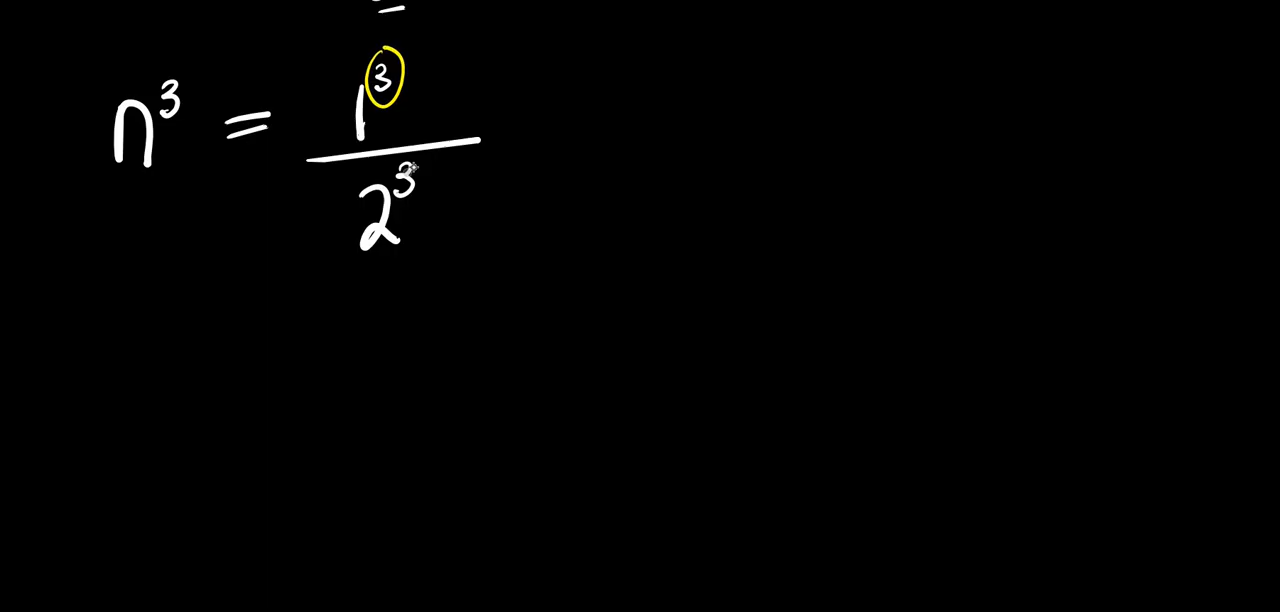 n³ = 1³/2³